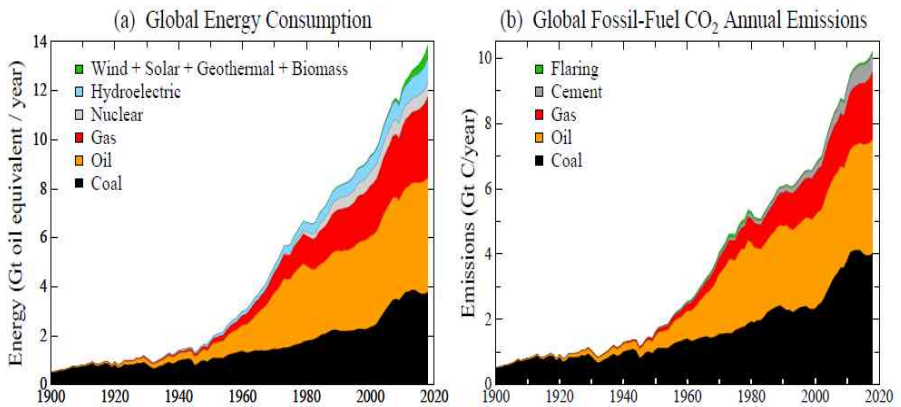 (a) Global Energy Consumption
14
12
10
8
6
4
2
0
Energy (Gt oil equivalent / year)
Wind + Solar + Geothermal + Biomass
Hydroelectric
Nuclear
Gas
Oil
Coal
1900 1920 1940 1960 1980 2000 2020
(b) Global Fossil-Fuel CO₂ Annual Emissions
10
8
6
4
2
0
Emissions (Gt C/year)
Flaring
Cement
Gas
Oil
Coal
1900 1920 1940 1960 1980 2000 2020